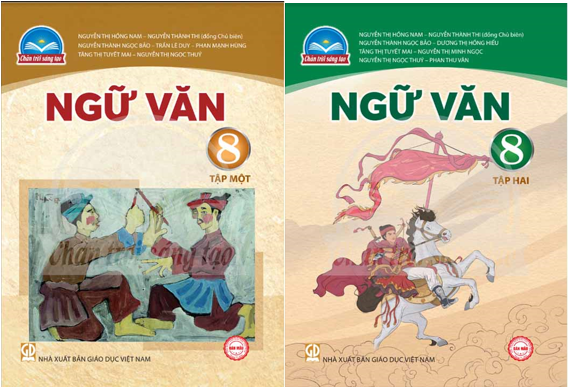 Chân trời sáng tạo
NGUYỄN THỊ HỒNG NAM - NGUYỄN THÀNH THI (đồng Chủ biên)
NGUYỄN THÀNH NGỌC BẢO - TRẦN LÊ DUY - PHAN MẠNH HÙNG
TĂNG THỊ TUYẾT MAI - NGUYỄN THỊ NGỌC THUÝ
NGỮ VĂN
8
TẬP MỘT
Chân trời sáng tạo
NHÀ XUẤT BẢN GIÁO DỤC VIỆT NAM
Chân trời sáng tạo
NGUYỄN THỊ HỒNG NAM - NGUYỄN THÀNH THI (đồng Chủ biên)
NGUYỄN THÀNH NGỌC BẢO - DƯƠNG THỊ HỒNG HIẾU
TĂNG THỊ TUYẾT MAI - NGUYỄN THỊ MINH NGỌC
NGUYỄN THỊ NGỌC THUÝ - PHAN THU VÂN
NGỮ VĂN
8
TẬP HAI
NHÀ XUẤT BẢN GIÁO DỤC VIỆT NAM